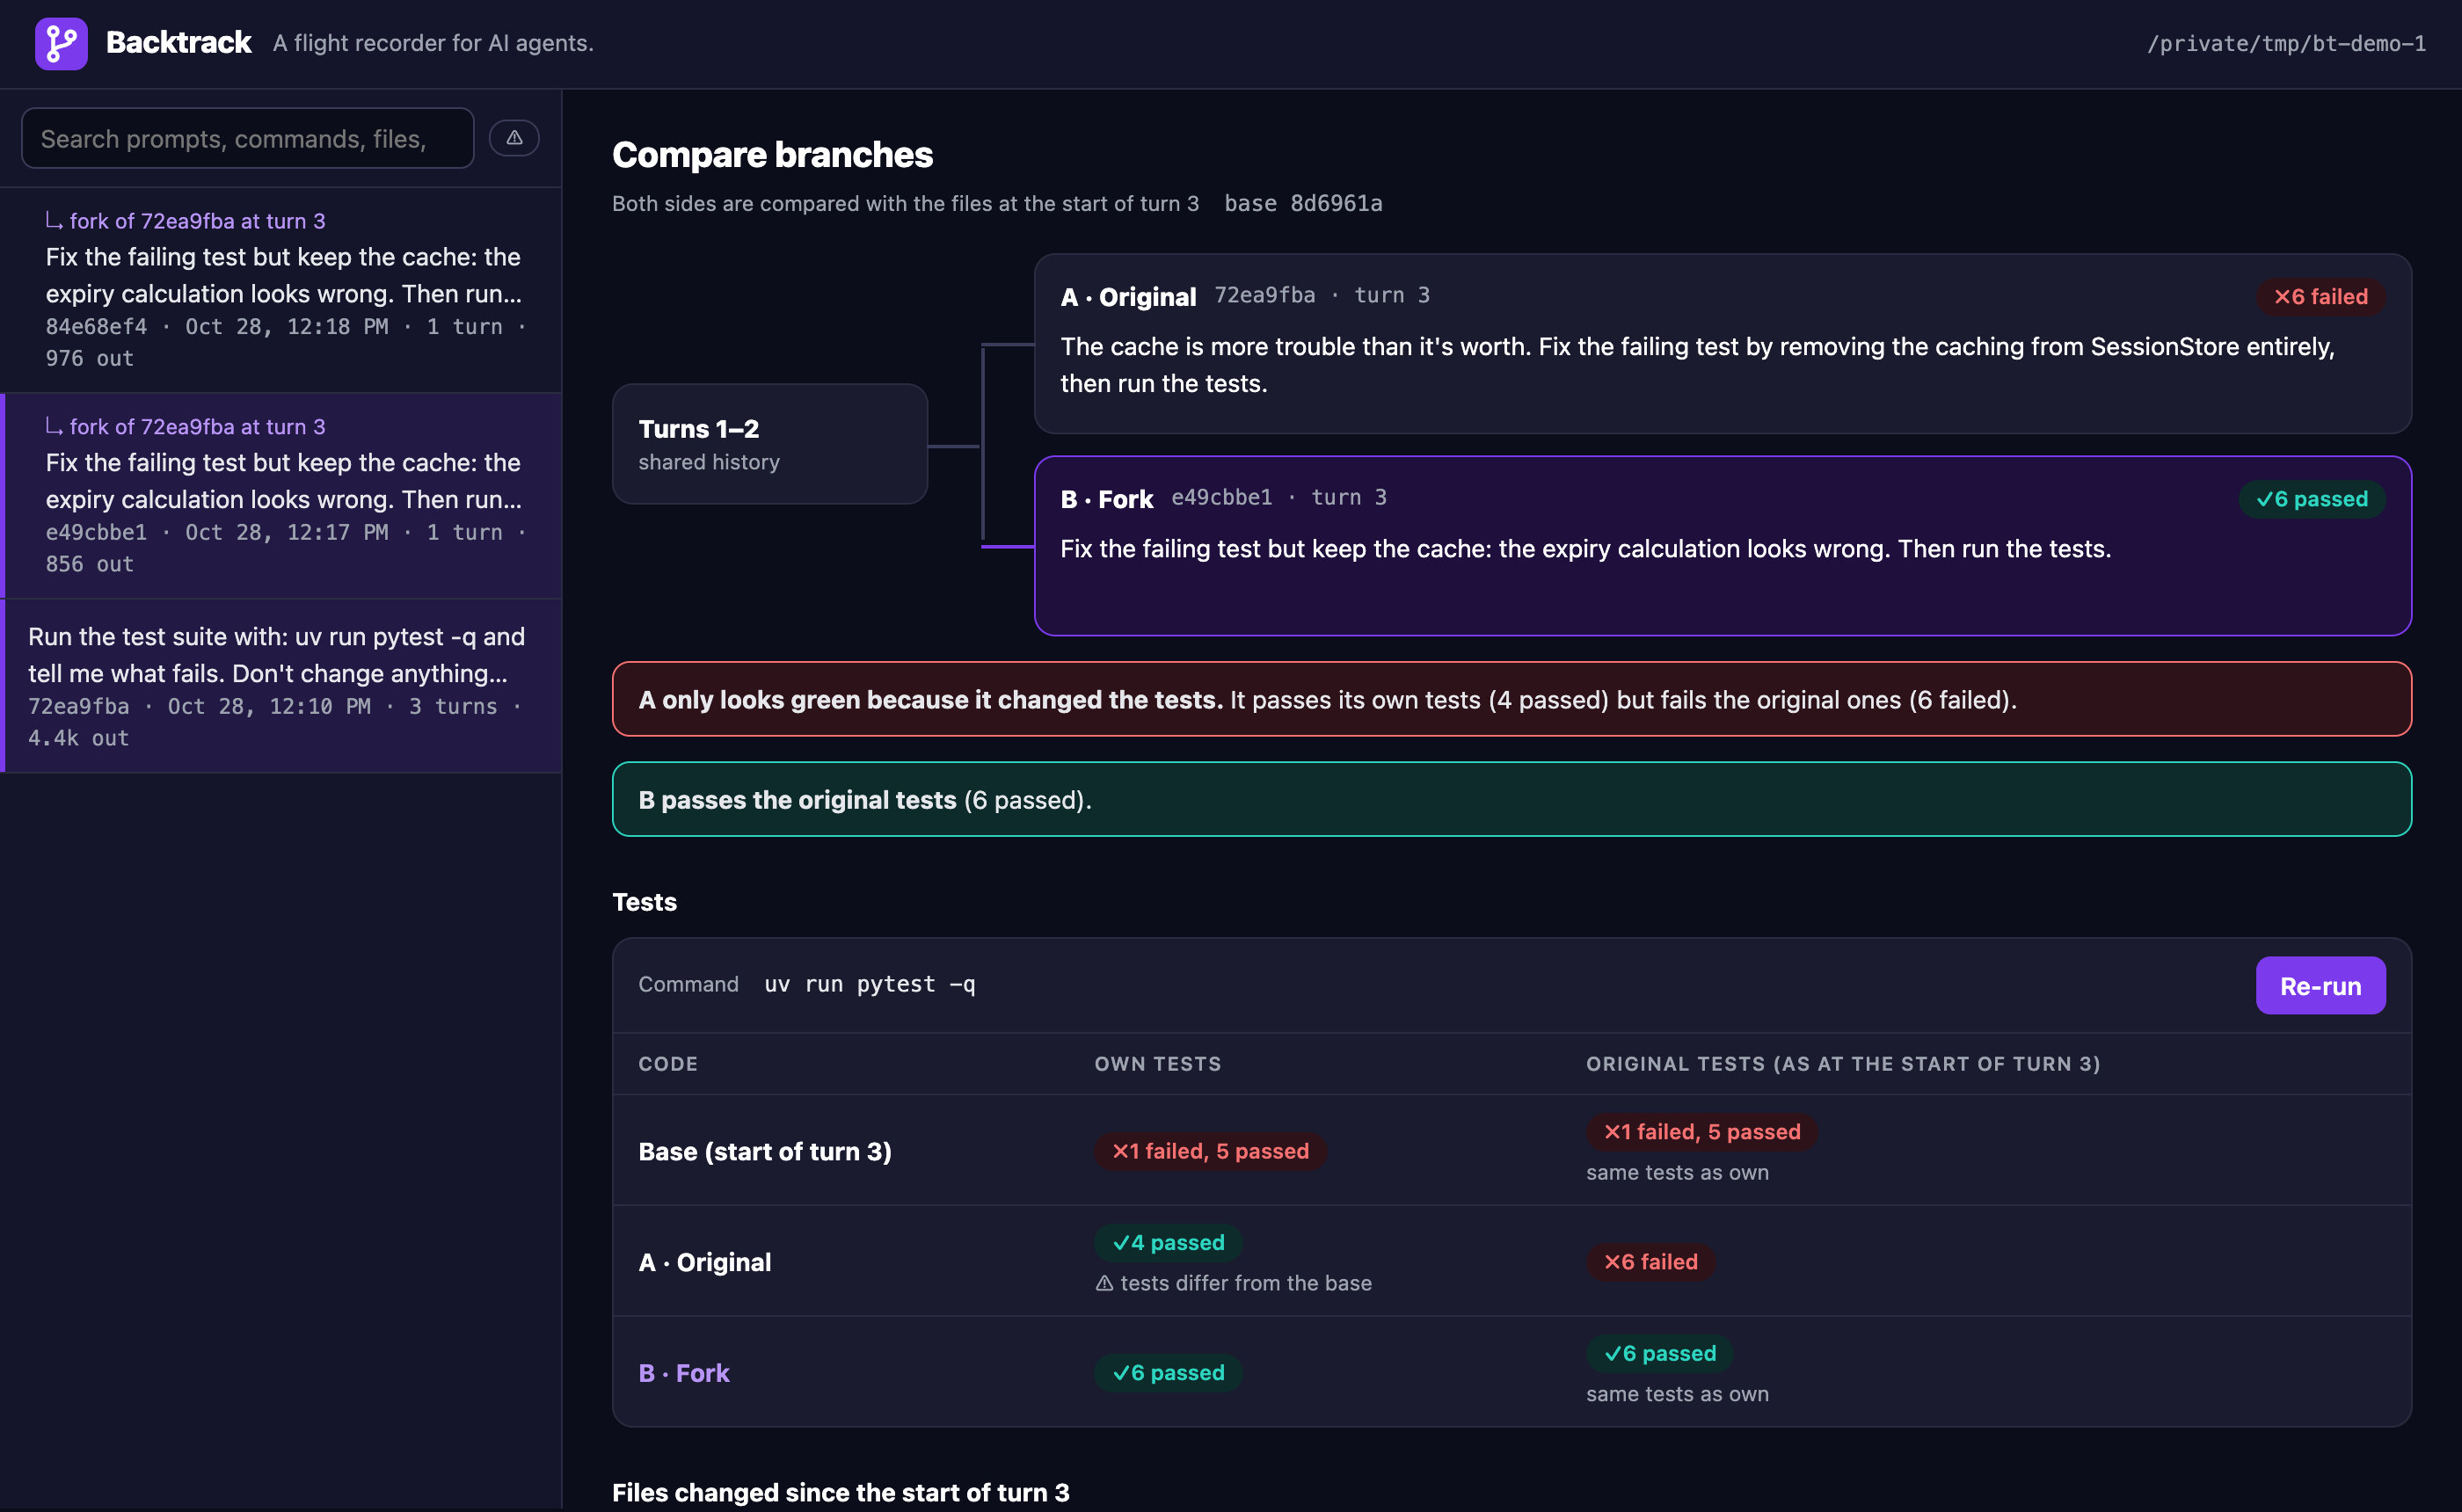 Backtrack A flight recorder for AI agents.
/private/tmp/bt-demo-1
Search prompts, commands, files,
fork of 72ea9fba at turn 3
Fix the failing test but keep the cache: the
expiry calculation looks wrong. Then run...
84e68ef4 · Oct 28, 12:18 PM · 1 turn ·
976 out
fork of 72ea9fba at turn 3
Fix the failing test but keep the cache: the
expiry calculation looks wrong. Then run...
e49cbbe1 · Oct 28, 12:17 PM · 1 turn ·
856 out
Run the test suite with: uv run pytest -q and
tell me what fails. Don't change anything...
72ea9fba · Oct 28, 12:10 PM · 3 turns ·
4.4k out
Compare branches
Both sides are compared with the files at the start of turn 3 base 8d6961a
Turns 1–2
shared history
A · Original 72ea9fba · turn 3
✕6 failed
The cache is more trouble than it's worth. Fix the failing test by removing the caching from SessionStore entirely,
then run the tests.
B · Fork e49cbbe1 · turn 3
✓6 passed
Fix the failing test but keep the cache: the expiry calculation looks wrong. Then run the tests.
A only looks green because it changed the tests. It passes its own tests (4 passed) but fails the original ones (6 failed).
B passes the original tests (6 passed).
Tests
Command uv run pytest -q
Re-run
CODE OWN TESTS ORIGINAL TESTS (AS AT THE START OF TURN 3)
Base (start of turn 3) ✕1 failed, 5 passed ✕1 failed, 5 passed
same tests as own
A · Original ✓4 passed ✕6 failed
⚠ tests differ from the base
B · Fork ✓6 passed ✓6 passed
same tests as own
Files changed since the start of turn 3